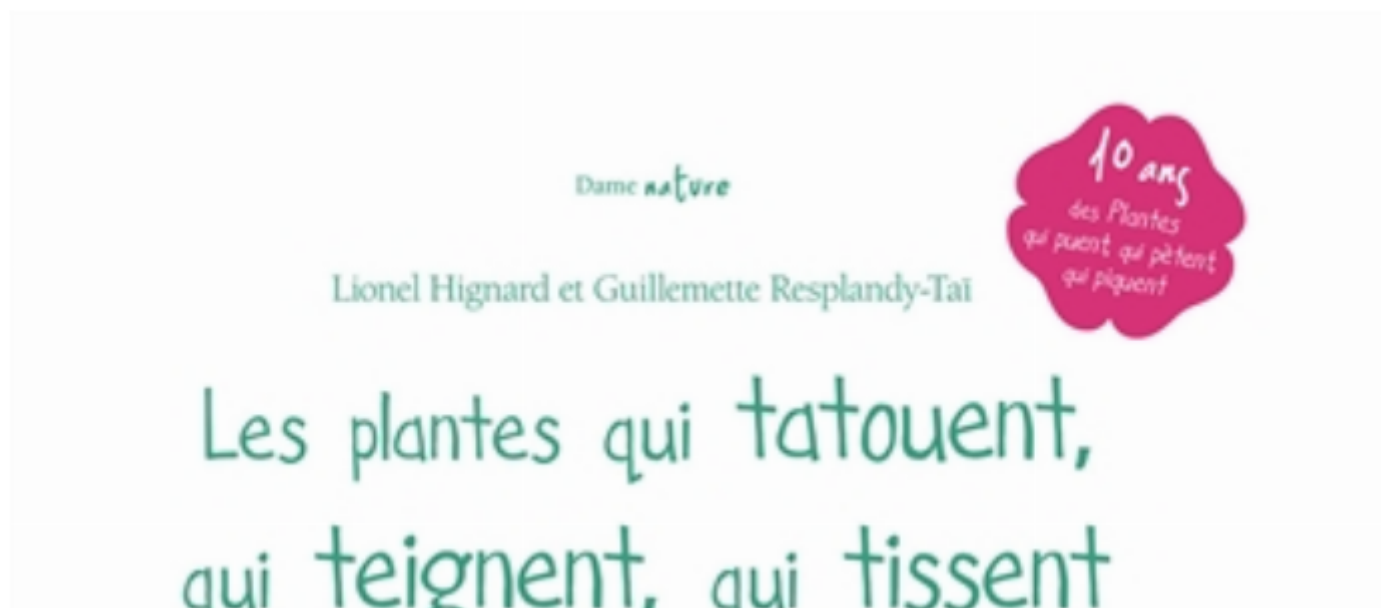 Dame nature
10 ans
des Plantes
qui puent qui pètent
qui piquent
Lionel Hignard et Guillemette Resplandy-Taï
Les plantes qui tatouent,
qui teignent, qui tissent